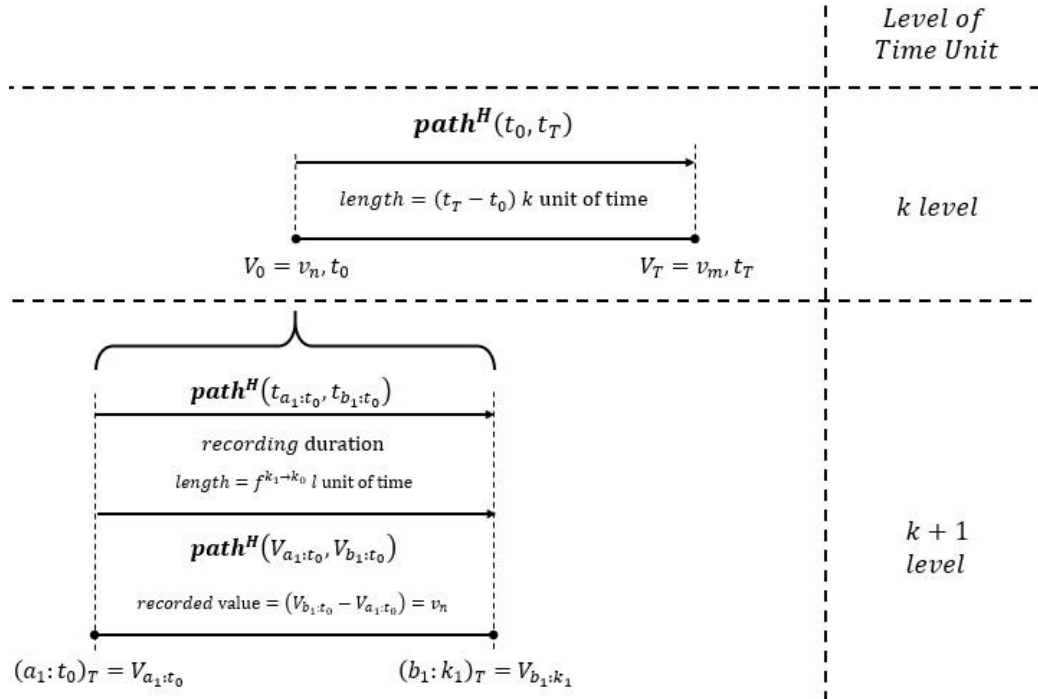 Level of
Time Unit
path^H(t_0, t_T)
length = (t_T − t_0) k unit of time
k level
V_0 = v_n, t_0
V_T = v_m, t_T
path^H(t_{a_1:t_0}, t_{b_1:t_0})
recording duration
length = f^{k_1→k_0} l unit of time
path^H(V_{a_1:t_0}, V_{b_1:t_0})
k + 1
level
recorded value = (V_{b_1:t_0} − V_{a_1:t_0}) = v_n
(a_1: t_0)_T = V_{a_1:t_0}
(b_1: k_1)_T = V_{b_1:k_1}